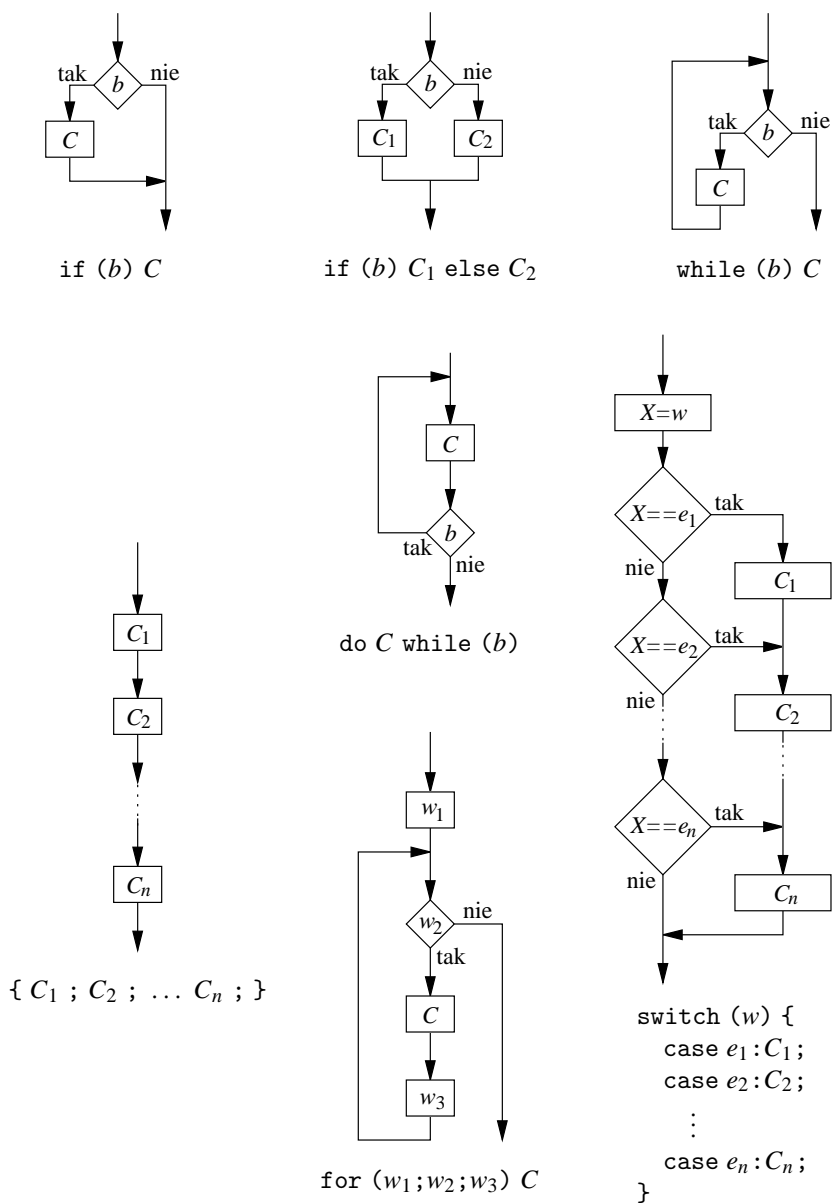 tak b nie
C
if (b) C
tak b nie
C₁ C₂
if (b) C₁ else C₂
tak b nie
C
while (b) C
C₁
C₂
Cₙ
{ C₁ ; C₂ ; ... Cₙ ; }
C
b
tak
nie
do C while (b)
w₁
w₂ nie
tak
C
w₃
for (w₁;w₂;w₃) C
X=w
X==e₁ tak
nie
C₁
X==e₂ tak
nie
C₂
X==eₙ tak
nie
Cₙ
switch (w) {
case e₁:C₁;
case e₂:C₂;
⋮
case eₙ:Cₙ;
}